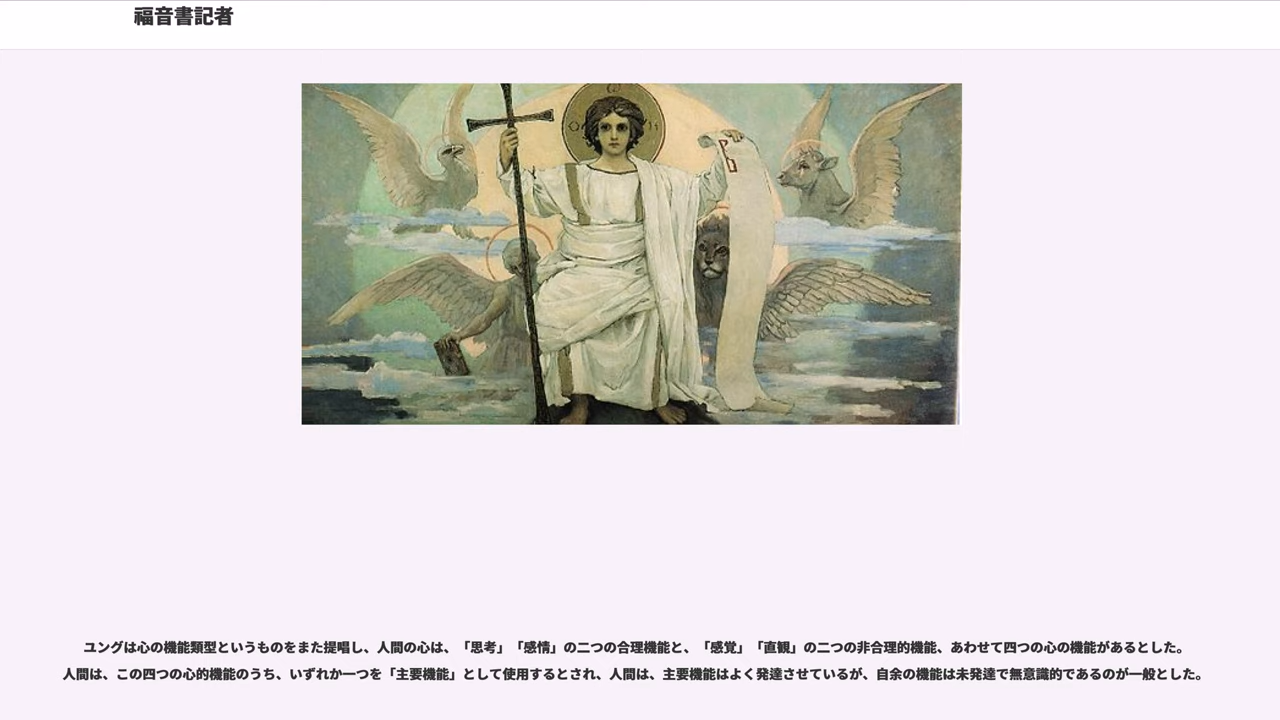 福音書記者
ユングは心の機能類型というものをまた提唱し、人間の心は、「思考」「感情」の二つの合理機能と、「感覚」「直観」の二つの非合理的機能、あわせて四つの心の機能があるとした。
人間は、この四つの心的機能のうち、いずれか一つを「主要機能」として使用するとされ、人間は、主要機能はよく発達させているが、自余の機能は未発達で無意識的であるのが一般とした。